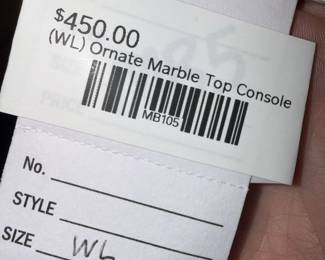 $450.00
(WL) Ornate Marble Top Console
MB105
No.
STYLE
SIZE WL